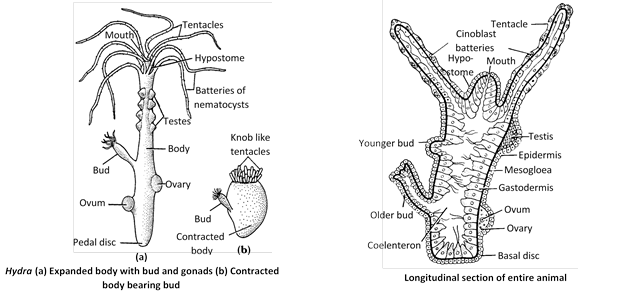 Tentacles
Mouth
Hypostome
Batteries of
nematocysts
Testes
Knob like
tentacles
Body
Bud
Ovary
Ovum
Bud
Contracted
body
Pedal disc
(a)
(b)
Hydra (a) Expanded body with bud and gonads (b) Contracted
body bearing bud
Tentacle
Cinoblast
batteries
Hypo-
stome
Mouth
Testis
Younger bud
Epidermis
Mesogloea
Gastodermis
Older bud
Ovum
Ovary
Coelenteron
Basal disc
Longitudinal section of entire animal